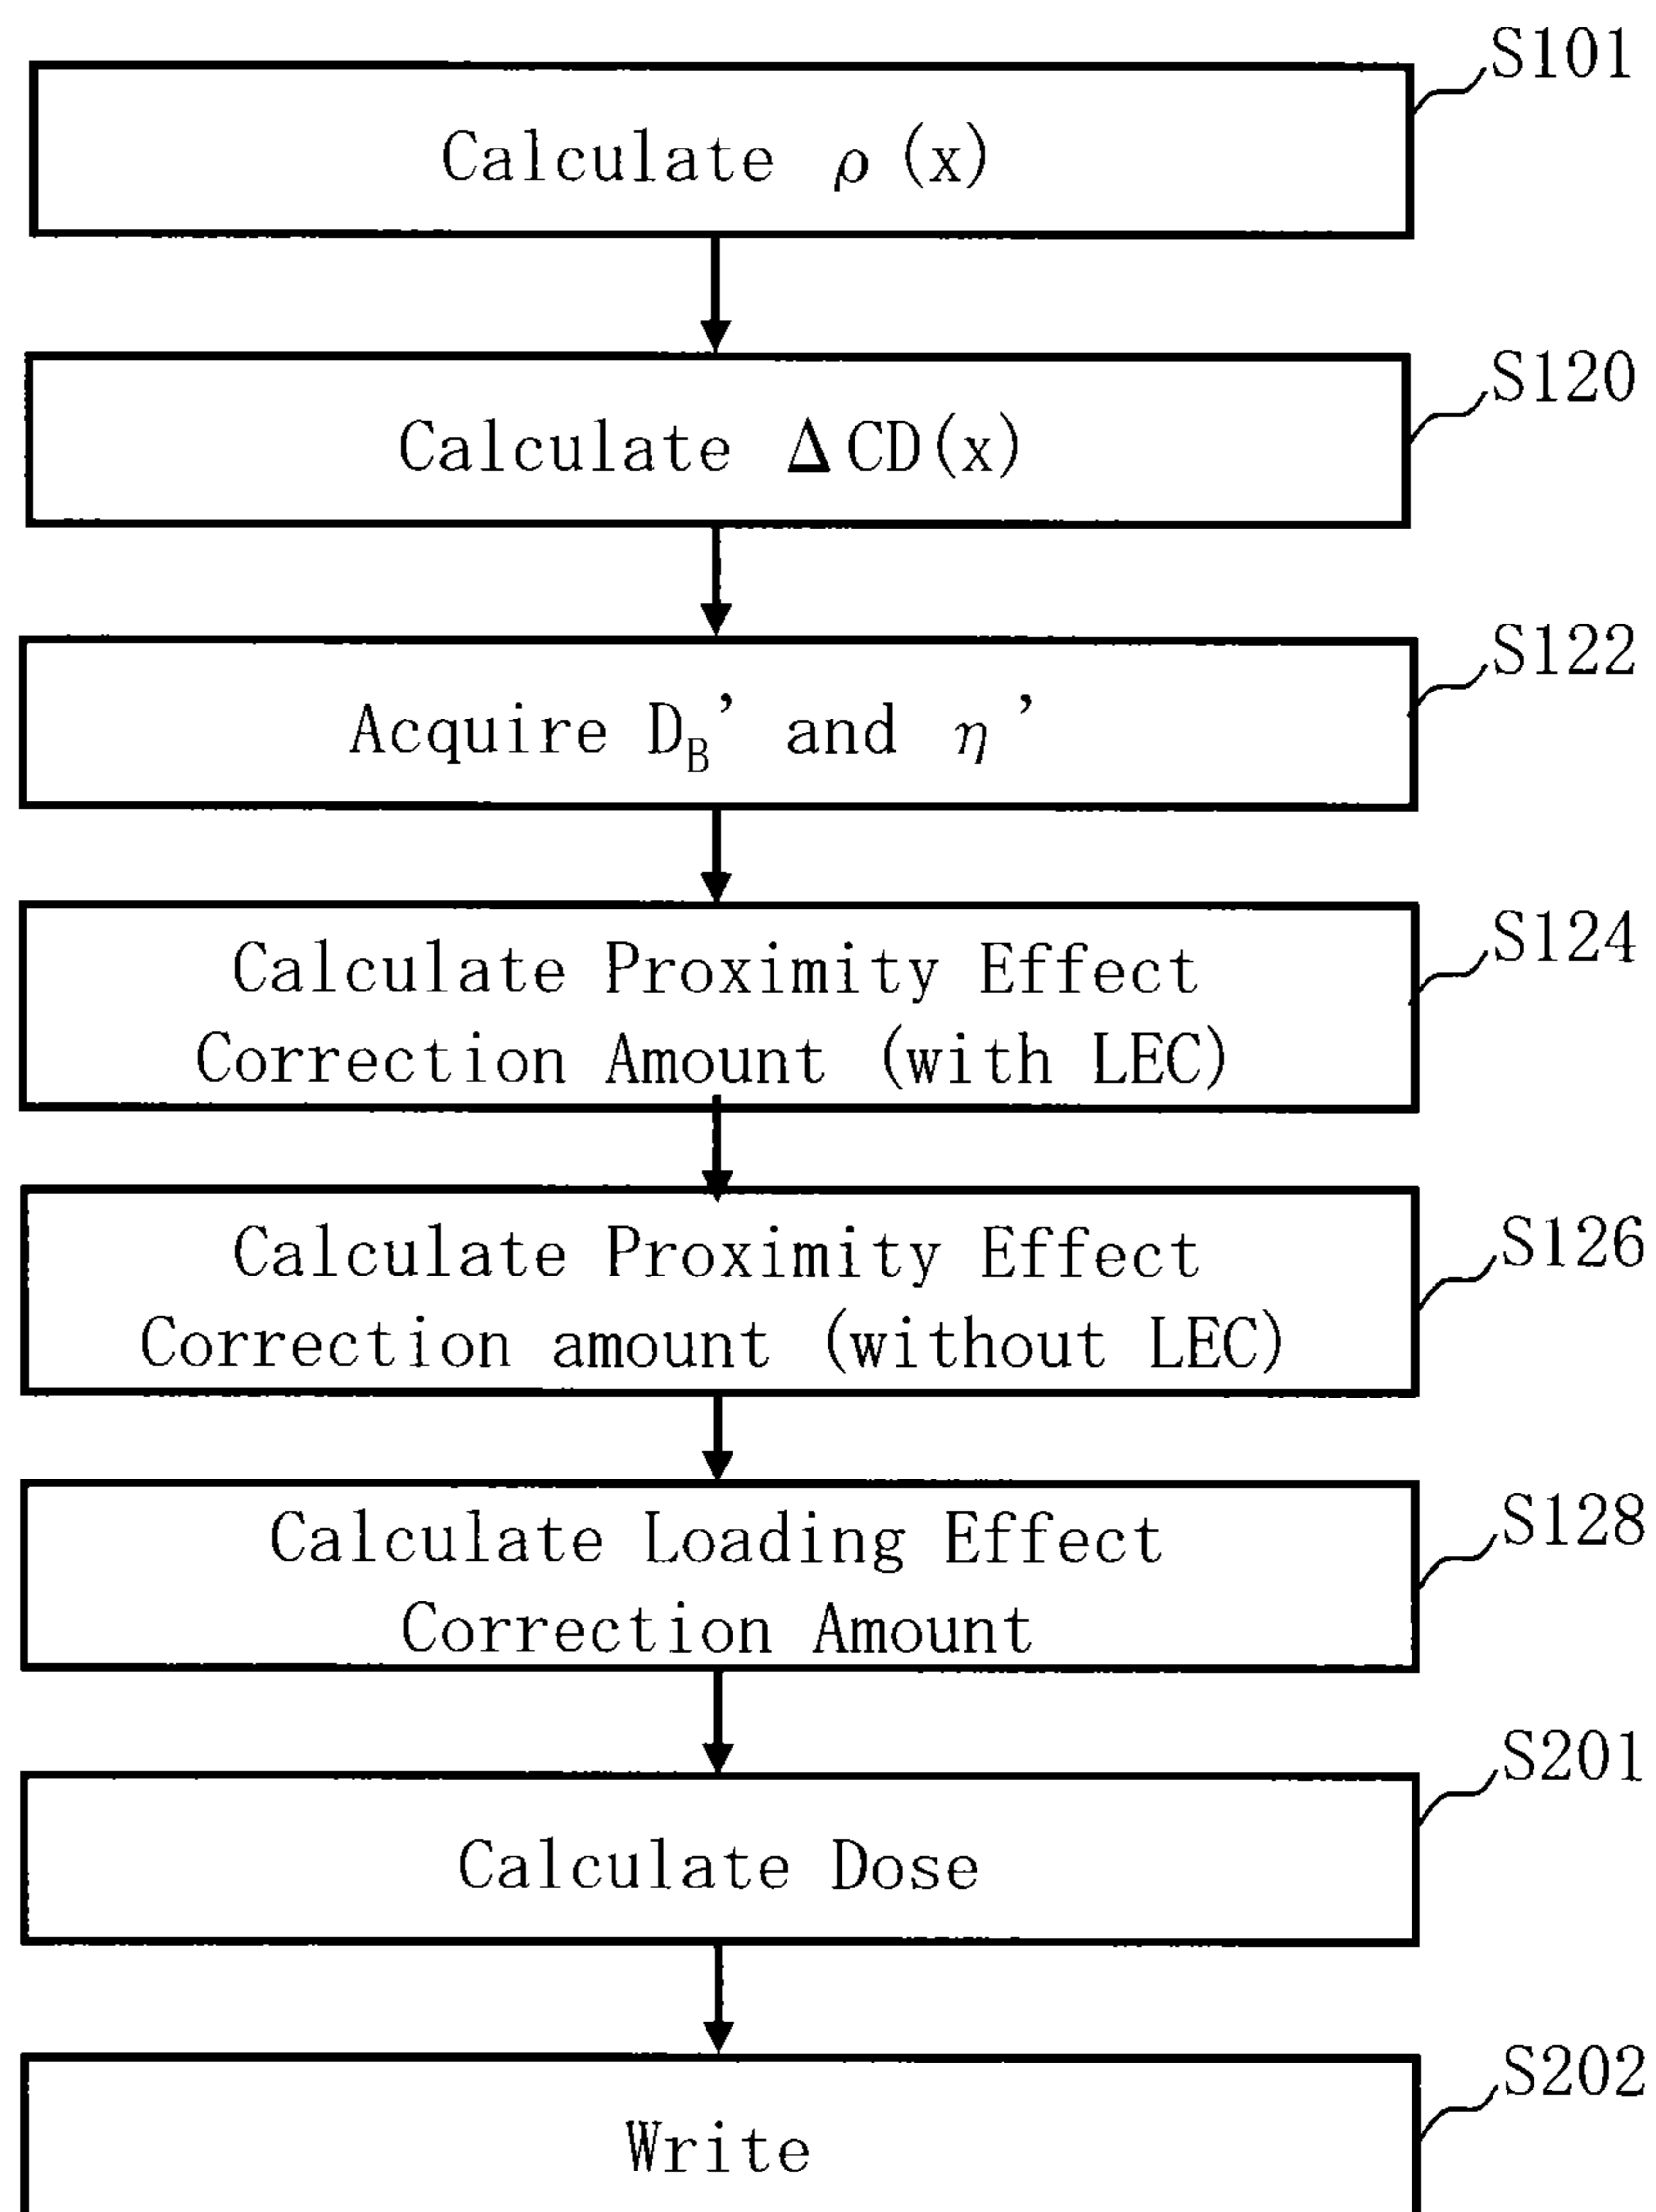 S101
Calculate ρ(x)
S120
Calculate ΔCD(x)
S122
Acquire D_B' and η'
S124
Calculate Proximity Effect
Correction Amount (with LEC)
S126
Calculate Proximity Effect
Correction amount (without LEC)
S128
Calculate Loading Effect
Correction Amount
S201
Calculate Dose
S202
Write